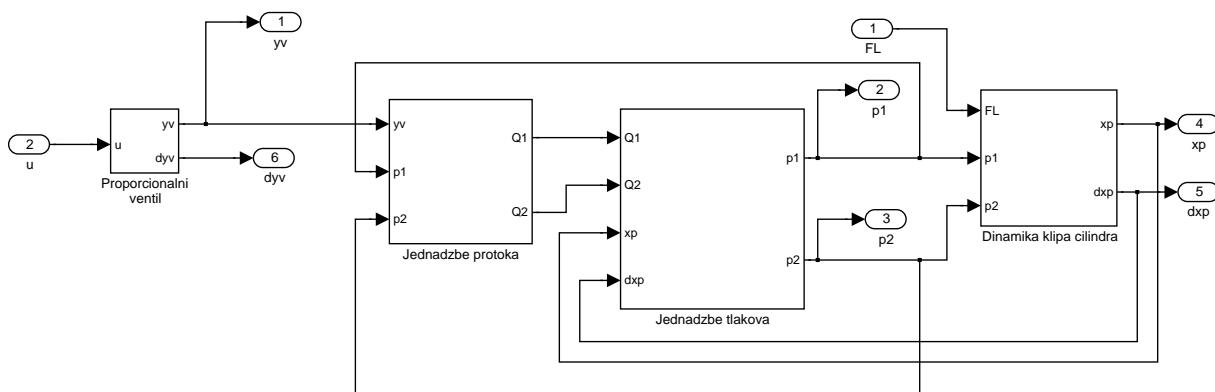 1
yv
2
u
u
yv
dyv
Proporcionalni
ventil
6
dyv
yv
p1
p2
Q1
Q2
Jednadzbe protoka
Q1
Q2
xp
dxp
p1
p2
Jednadzbe tlakova
2
p1
3
p2
1
FL
FL
p1
p2
xp
dxp
Dinamika klipa cilindra
4
xp
5
dxp